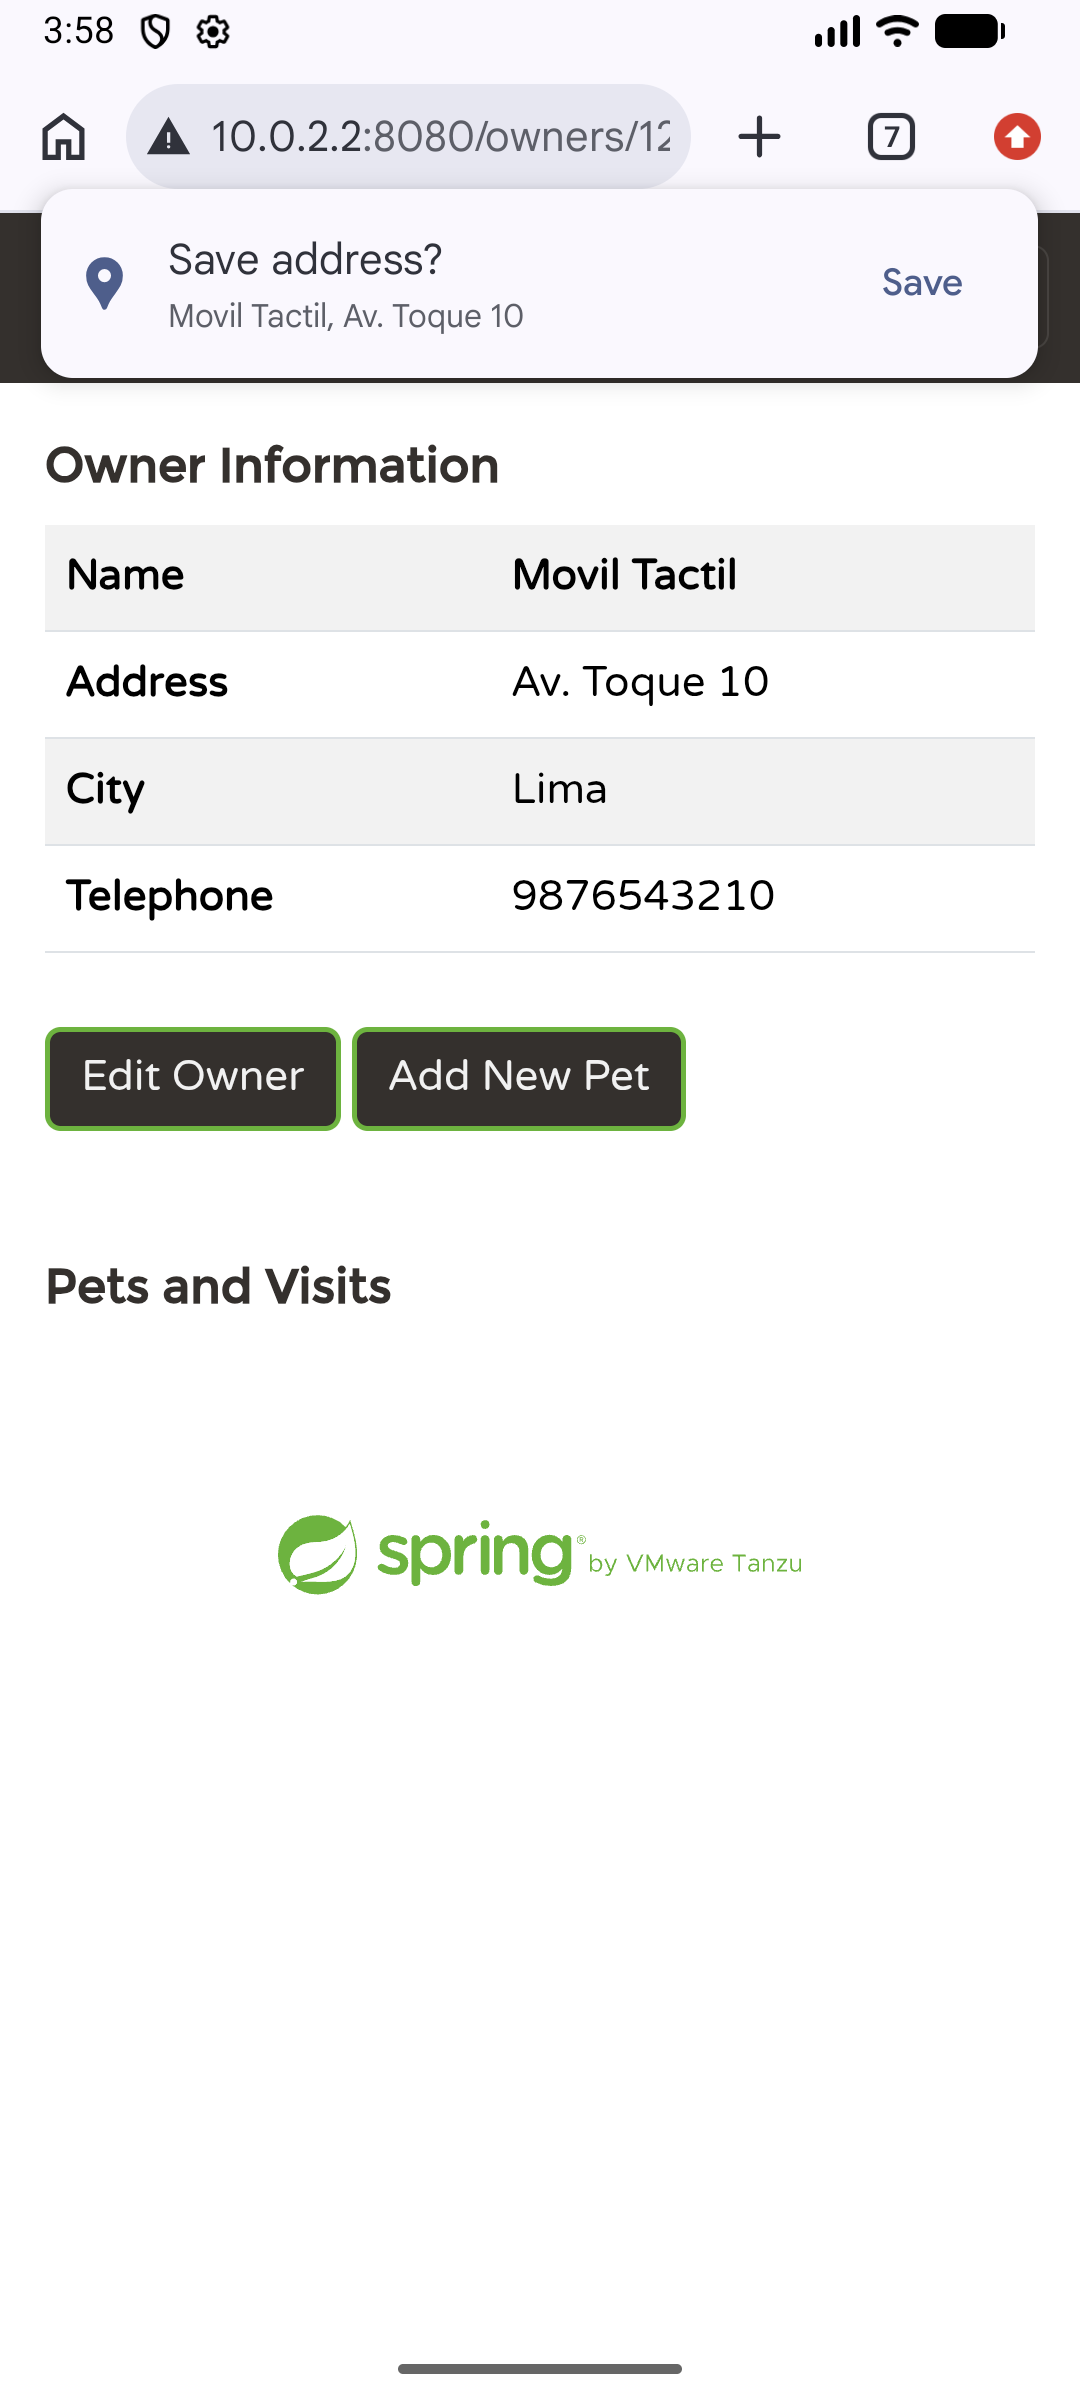 3:58
10.0.2.2:8080/owners/12
7
Save address?
Movil Tactil, Av. Toque 10
Save
Owner Information
Name Movil Tactil
Address Av. Toque 10
City Lima
Telephone 9876543210
Edit Owner Add New Pet
Pets and Visits
spring® by VMware Tanzu